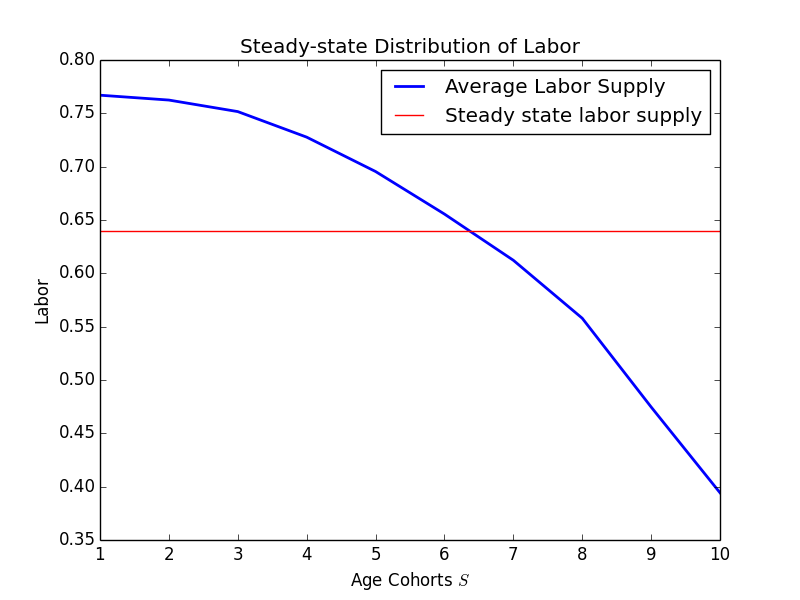 Steady-state Distribution of Labor
Average Labor Supply
Steady state labor supply
Labor
0.80
0.75
0.70
0.65
0.60
0.55
0.50
0.45
0.40
0.35
1 2 3 4 5 6 7 8 9 10
Age Cohorts S